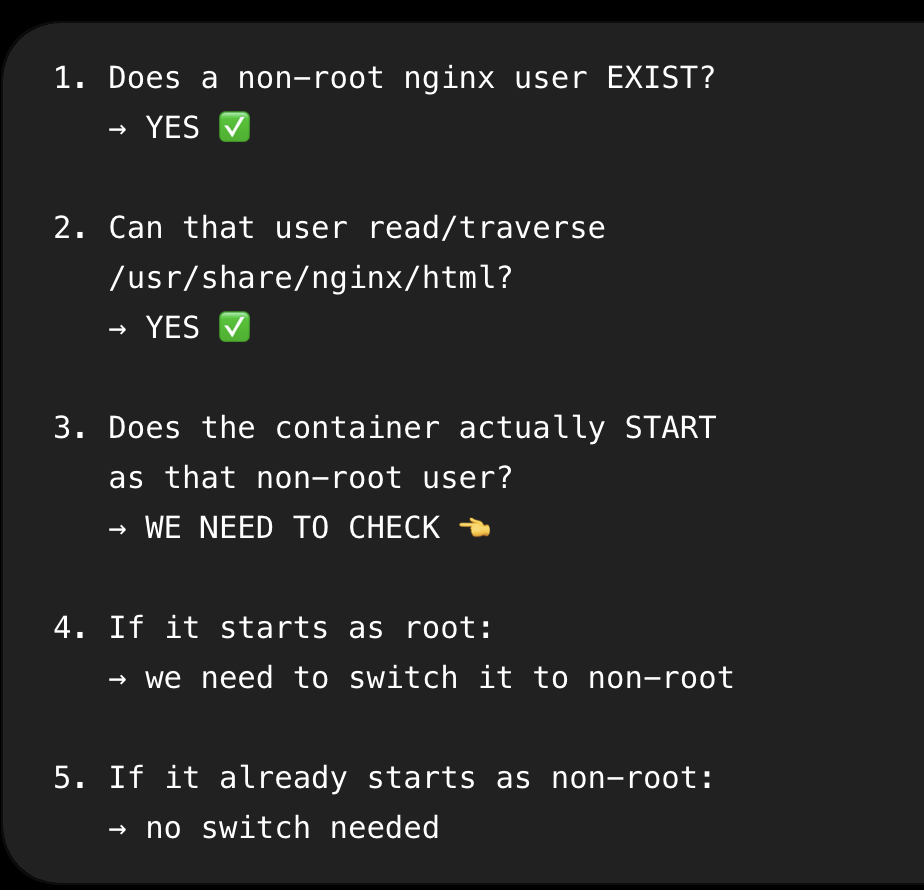 1. Does a non-root nginx user EXIST?
→ YES ✅
2. Can that user read/traverse
/usr/share/nginx/html?
→ YES ✅
3. Does the container actually START
as that non-root user?
→ WE NEED TO CHECK 👈
4. If it starts as root:
→ we need to switch it to non-root
5. If it already starts as non-root:
→ no switch needed